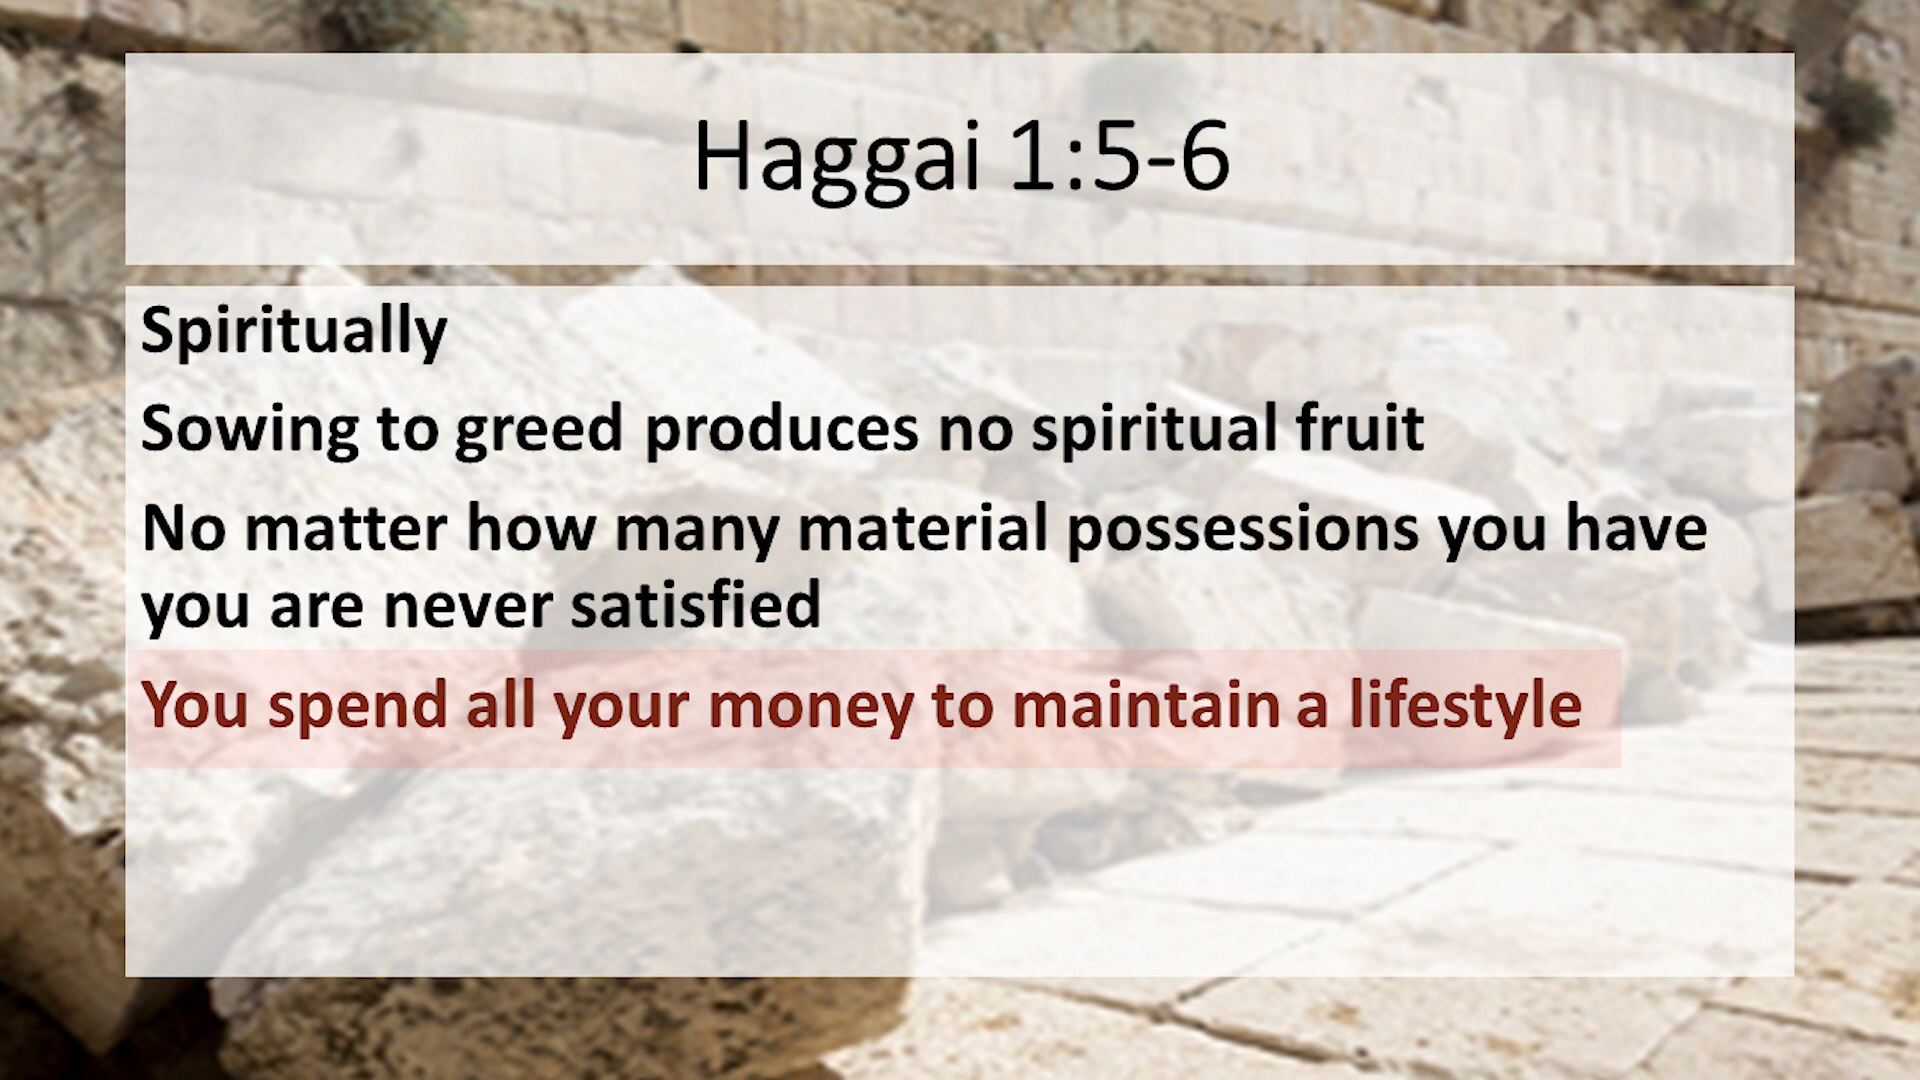 Haggai 1:5-6
Spiritually
Sowing to greed produces no spiritual fruit
No matter how many material possessions you have
you are never satisfied
You spend all your money to maintain a lifestyle